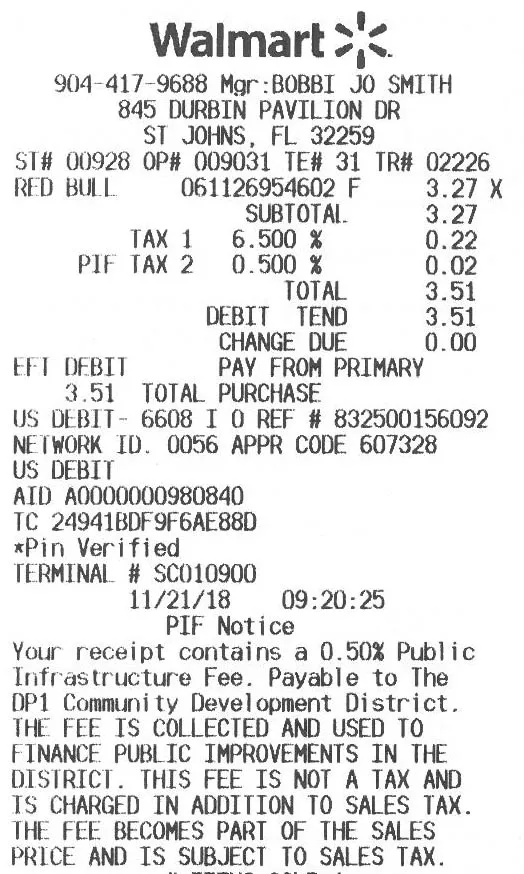 Walmart
904-417-9688 Mgr:BOBBI JO SMITH
845 DURBIN PAVILION DR
ST JOHNS, FL 32259
ST# 00928 OP# 009031 TE# 31 TR# 02226
RED BULL 061126954602 F 3.27 X
SUBTOTAL 3.27
TAX 1 6.500 % 0.22
PIF TAX 2 0.500 % 0.02
TOTAL 3.51
DEBIT TEND 3.51
CHANGE DUE 0.00
EFT DEBIT PAY FROM PRIMARY
3.51 TOTAL PURCHASE
US DEBIT- 6608 I 0 REF # 832500156092
NETWORK ID. 0056 APPR CODE 607328
US DEBIT
AID A0000000980840
TC 24941BDF9F6AE88D
*Pin Verified
TERMINAL # SC010900
11/21/18 09:20:25
PIF Notice
Your receipt contains a 0.50% Public
Infrastructure Fee. Payable to The
DP1 Community Development District.
THE FEE IS COLLECTED AND USED TO
FINANCE PUBLIC IMPROVEMENTS IN THE
DISTRICT. THIS FEE IS NOT A TAX AND
IS CHARGED IN ADDITION TO SALES TAX.
THE FEE BECOMES PART OF THE SALES
PRICE AND IS SUBJECT TO SALES TAX.